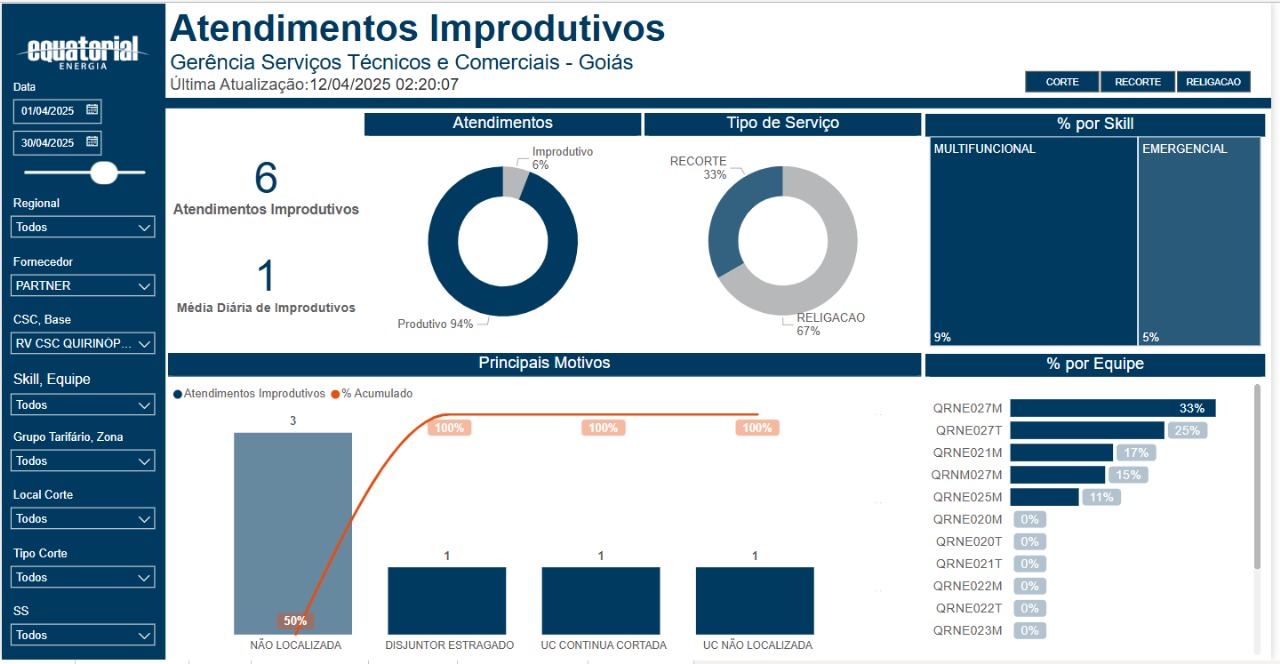 equatorial
ENERGIA
Data
01/04/2025
30/04/2025
Regional
Todos
Fornecedor
PARTNER
CSC, Base
RV CSC QUIRINOP...
Skill, Equipe
Todos
Grupo Tarifário, Zona
Todos
Local Corte
Todos
Tipo Corte
Todos
SS
Todos
Atendimentos Improdutivos
Gerência Serviços Técnicos e Comerciais - Goiás
Última Atualização:12/04/2025 02:20:07
CORTE
RECORTE
RELIGACAO
6
Atendimentos Improdutivos
1
Média Diária de Improdutivos
Atendimentos
Improdutivo
6%
Produtivo 94%
Tipo de Serviço
RECORTE
33%
RELIGACAO
67%
% por Skill
MULTIFUNCIONAL
9%
EMERGENCIAL
5%
Principais Motivos
Atendimentos Improdutivos
% Acumulado
3
50%
NÃO LOCALIZADA
100%
1
DISJUNTOR ESTRAGADO
100%
1
UC CONTINUA CORTADA
100%
1
UC NÃO LOCALIZADA
% por Equipe
QRNE027M 33%
QRNE027T 25%
QRNE021M 17%
QRNM027M 15%
QRNE025M 11%
QRNE020M 0%
QRNE020T 0%
QRNE021T 0%
QRNE022M 0%
QRNE022T 0%
QRNE023M 0%